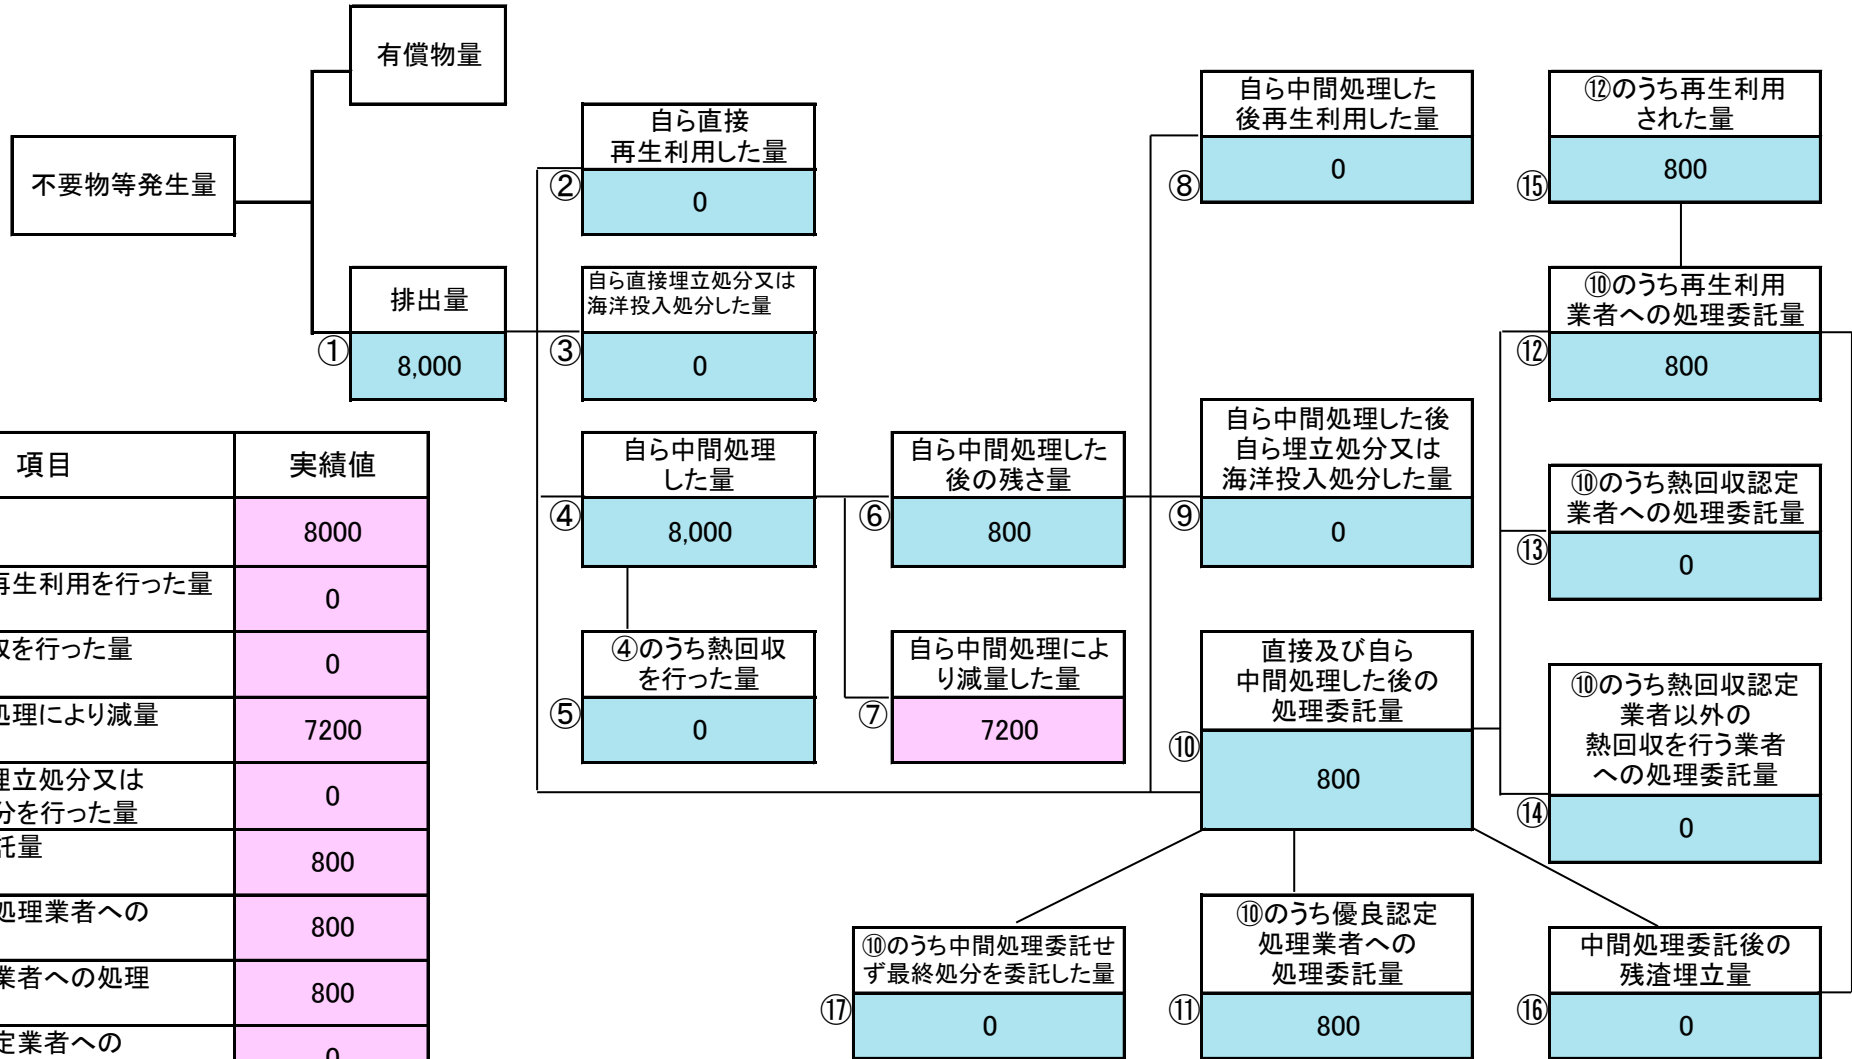 有償物量
不要物等発生量
排出量
①
8,000
自ら直接
再生利用した量
②
0
自ら直接埋立処分又は
海洋投入処分した量
③
0
自ら中間処理
した量
④
8,000
④のうち熱回収
を行った量
⑤
0
自ら中間処理した
後の残さ量
⑥
800
自ら中間処理によ
り減量した量
⑦
7200
自ら中間処理した
後再生利用した量
⑧
0
自ら中間処理した後
自ら埋立処分又は
海洋投入処分した量
⑨
0
直接及び自ら
中間処理した後の
処理委託量
⑩
800
⑫のうち再生利用
された量
⑮
800
⑩のうち再生利用
業者への処理委託量
⑫
800
⑩のうち熱回収認定
業者への処理委託量
⑬
0
⑩のうち熱回収認定
業者以外の
熱回収を行う業者
への処理委託量
⑭
0
⑩のうち中間処理委託せ
ず最終処分を委託した量
⑰
0
⑩のうち優良認定
処理業者への
処理委託量
⑪
800
中間処理委託後の
残渣埋立量
⑯
0
項目 実績値
8000
再生利用を行った量 0
を行った量 0
処理により減量 7200
埋立処分又は
分を行った量 0
託量 800
処理業者への 800
業者への処理 800
定業者への 0